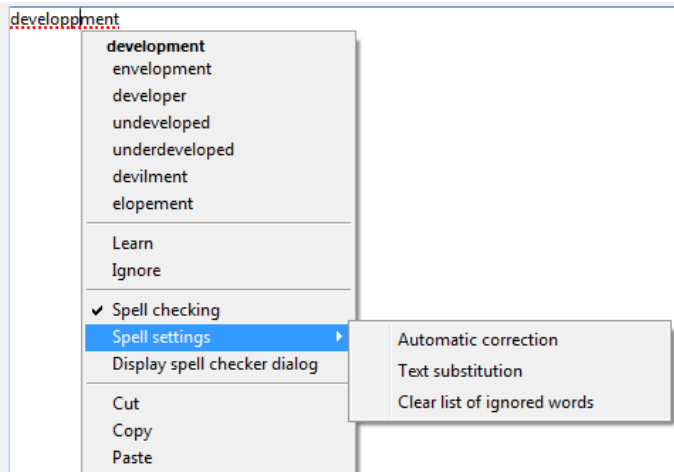 developpment
development
envelopment
developer
undeveloped
underdeveloped
devilment
elopement
Learn
Ignore
Spell checking
Spell settings
Automatic correction
Text substitution
Clear list of ignored words
Display spell checker dialog
Cut
Copy
Paste